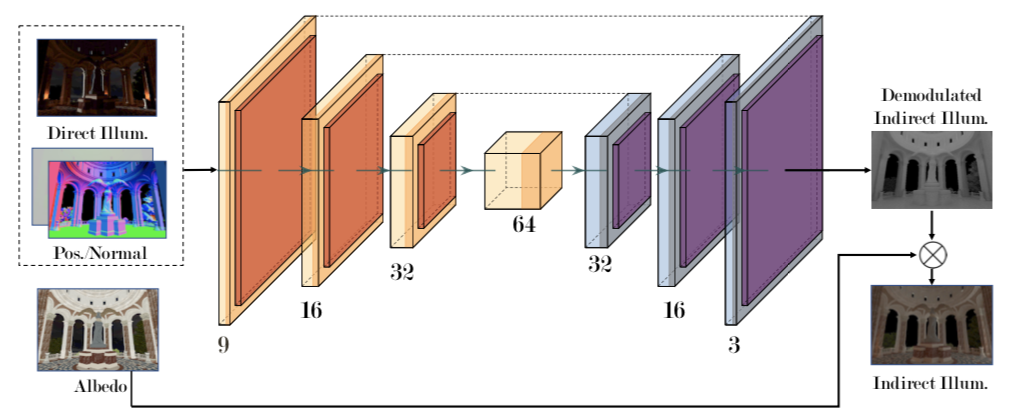 Direct Illum.
Pos./Normal
Albedo
9
16
32
64
32
16
3
Demodulated
Indirect Illum.
Indirect Illum.